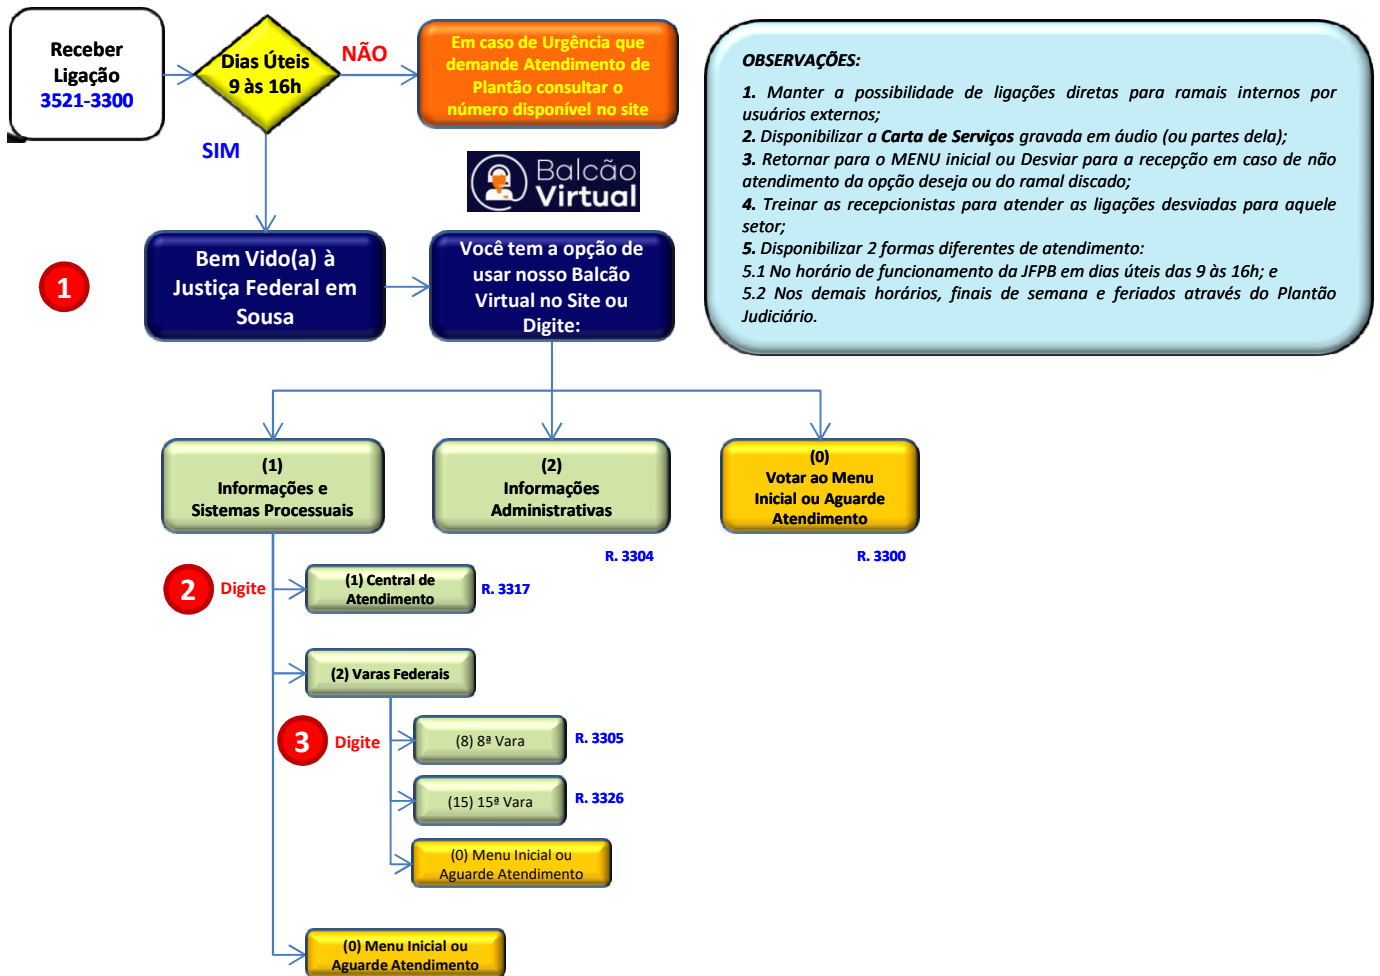 Receber
Ligação
3521-3300
Dias Úteis
9 às 16h
NÃO
SIM
Em caso de Urgência que
demande Atendimento de
Plantão consultar o
número disponível no site
Balcão
Virtual
OBSERVAÇÕES:
1. Manter a possibilidade de ligações diretas para ramais internos por
usuários externos;
2. Disponibilizar a Carta de Serviços gravada em áudio (ou partes dela);
3. Retornar para o MENU inicial ou Desviar para a recepção em caso de não
atendimento da opção deseja ou do ramal discado;
4. Treinar as recepcionistas para atender as ligações desviadas para aquele
setor;
5. Disponibilizar 2 formas diferentes de atendimento:
5.1 No horário de funcionamento da JFPB em dias úteis das 9 às 16h; e
5.2 Nos demais horários, finais de semana e feriados através do Plantão
Judiciário.
1
Bem Vido(a) à
Justiça Federal em
Sousa
Você tem a opção de
usar nosso Balcão
Virtual no Site ou
Digite:
(1)
Informações e
Sistemas Processuais
(2)
Informações
Administrativas
R. 3304
(0)
Votar ao Menu
Inicial ou Aguarde
Atendimento
R. 3300
2
Digite
(1) Central de
Atendimento
R. 3317
(2) Varas Federais
3
Digite
(8) 8ª Vara
R. 3305
(15) 15ª Vara
R. 3326
(0) Menu Inicial ou
Aguarde Atendimento
(0) Menu Inicial ou
Aguarde Atendimento